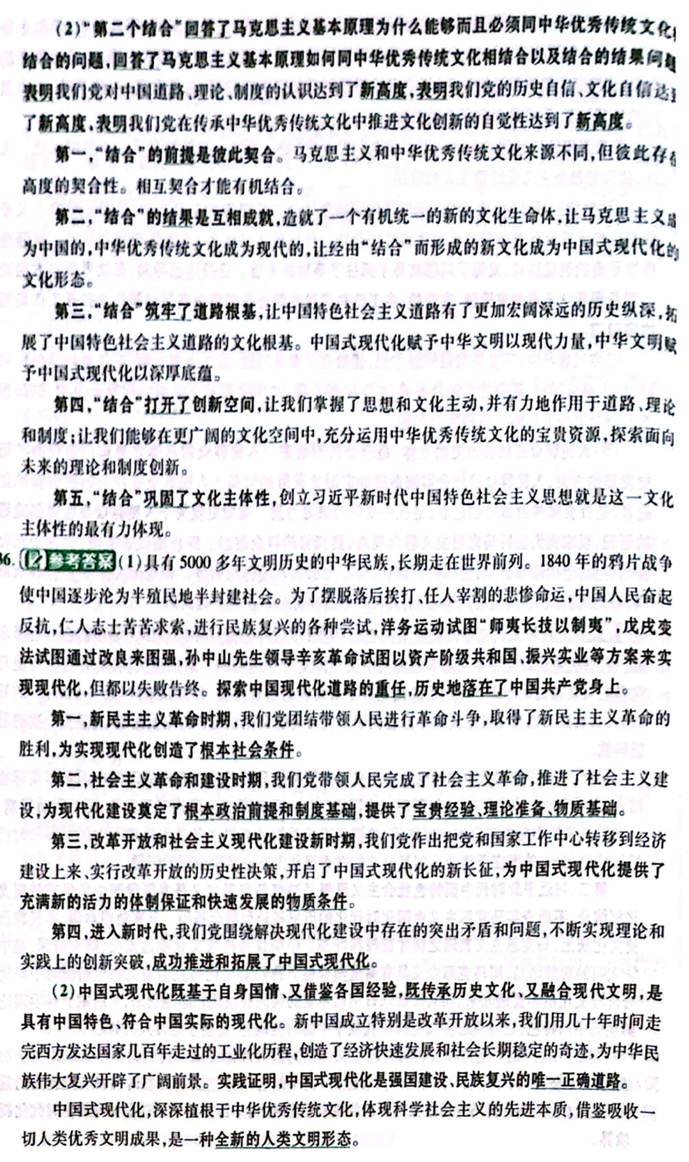 (2)“第二个结合”回答了马克思主义基本原理为什么能够而且必须同中华优秀传统文化
结合的问题,回答了马克思主义基本原理如何同中华优秀传统文化相结合以及结合的结果问
表明我们党对中国道路、理论、制度的认识达到了新高度,表明我们党的历史自信、文化自信达
了新高度,表明我们党在传承中华优秀传统文化中推进文化创新的自觉性达到了新高度。
第一,“结合”的前提是彼此契合。马克思主义和中华优秀传统文化来源不同,但彼此存
高度的契合性。相互契合才能有机结合。
第二,“结合”的结果是互相成就,造就了一个有机统一的新的文化生命体,让马克思主义
为中国的,中华优秀传统文化成为现代的,让经由“结合”而形成的新文化成为中国式现代化的
文化形态。
第三,“结合”筑牢了道路根基,让中国特色社会主义道路有了更加宏阔深远的历史纵深,拓
展了中国特色社会主义道路的文化根基。中国式现代化赋予中华文明以现代力量,中华文明赋
予中国式现代化以深厚底蕴。
第四,“结合”打开了创新空间,让我们掌握了思想和文化主动,并有力地作用于道路、理论
和制度;让我们能够在更广阔的文化空间中,充分运用中华优秀传统文化的宝贵资源,探索面向
未来的理论和制度创新。
第五,“结合”巩固了文化主体性,创立习近平新时代中国特色社会主义思想就是这一文化
主体性的最有力体现。
36.参考答案(1)具有5000多年文明历史的中华民族,长期走在世界前列。1840年的鸦片战争
使中国逐步沦为半殖民地半封建社会。为了摆脱落后挨打、任人宰割的悲惨命运,中国人民奋起
反抗,仁人志士苦苦求索,进行民族复兴的各种尝试,洋务运动试图“师夷长技以制夷”,戊戌变
法试图通过改良来图强,孙中山先生领导辛亥革命试图以资产阶级共和国、振兴实业等方案来实
现现代化,但都以失败告终。探索中国现代化道路的重任,历史地落在了中国共产党身上。
第一,新民主主义革命时期,我们党团结带领人民进行革命斗争,取得了新民主主义革命的
胜利,为实现现代化创造了根本社会条件。
第二,社会主义革命和建设时期,我们党带领人民完成了社会主义革命,推进了社会主义建
设,为现代化建设奠定了根本政治前提和制度基础,提供了宝贵经验、理论准备、物质基础。
第三,改革开放和社会主义现代化建设新时期,我们党作出把党和国家工作中心转移到经济
建设上来、实行改革开放的历史性决策,开启了中国式现代化的新长征,为中国式现代化提供了
充满新的活力的体制保证和快速发展的物质条件。
第四,进入新时代,我们党围绕解决现代化建设中存在的突出矛盾和问题,不断实现理论和
实践上的创新突破,成功推进和拓展了中国式现代化。
(2)中国式现代化既基于自身国情、又借鉴各国经验,既传承历史文化、又融合现代文明,是
具有中国特色、符合中国实际的现代化。新中国成立特别是改革开放以来,我们用几十年时间走
完西方发达国家几百年走过的工业化历程,创造了经济快速发展和社会长期稳定的奇迹,为中华民
族伟大复兴开辟了广阔前景。实践证明,中国式现代化是强国建设、民族复兴的唯一正确道路。
中国式现代化,深深植根于中华优秀传统文化,体现科学社会主义的先进本质,借鉴吸收一
切人类优秀文明成果,是一种全新的人类文明形态。